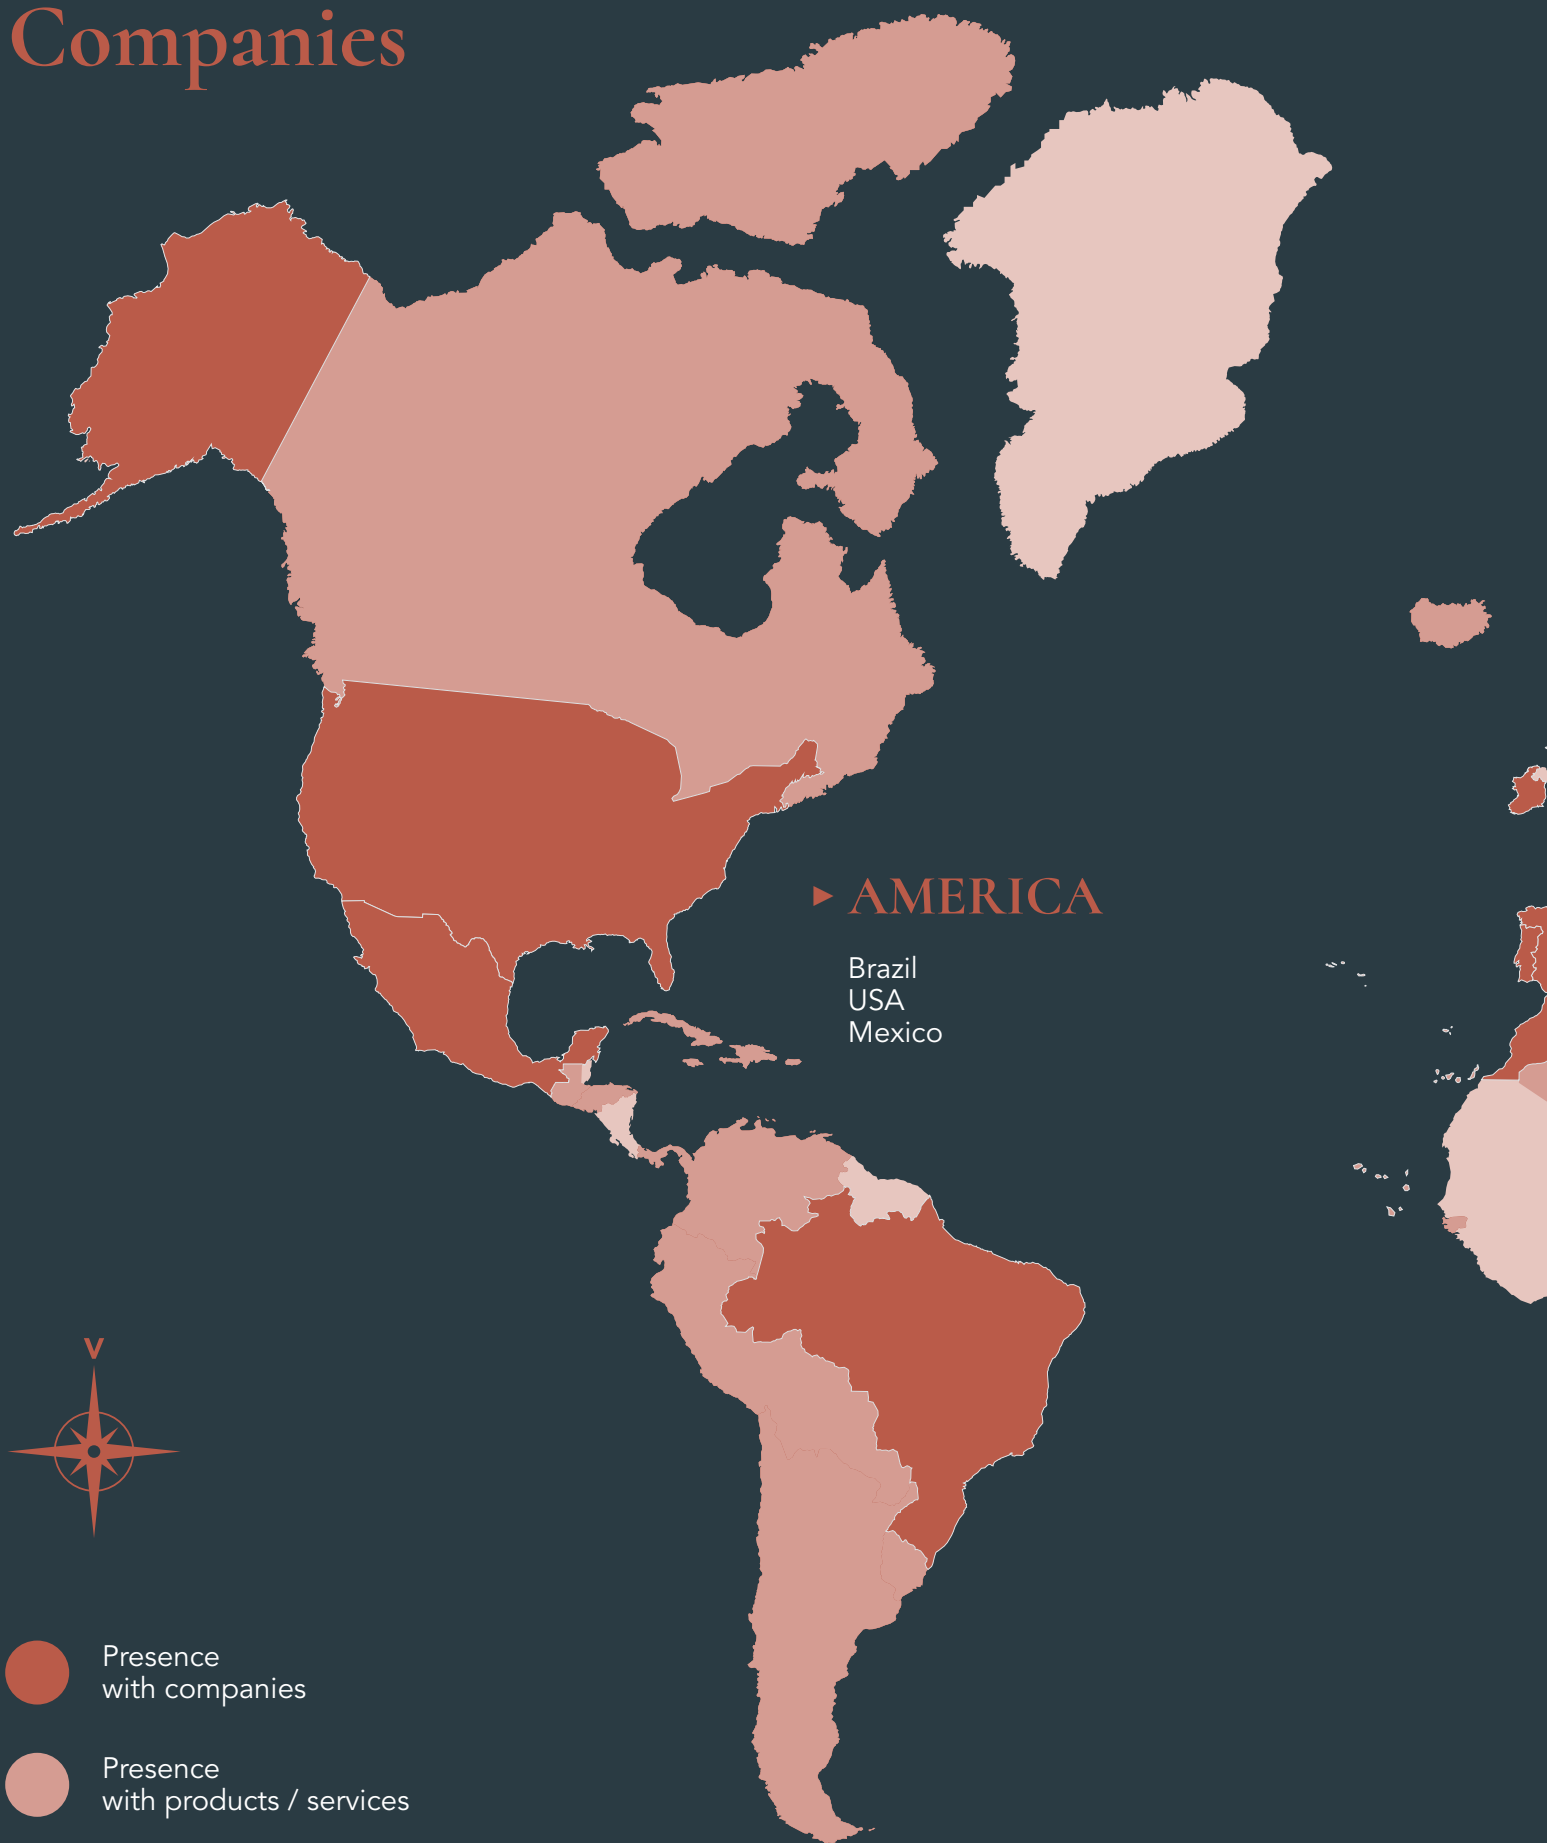 Companies
AMERICA
Brazil
USA
Mexico
V
Presence
with companies
Presence
with products / services